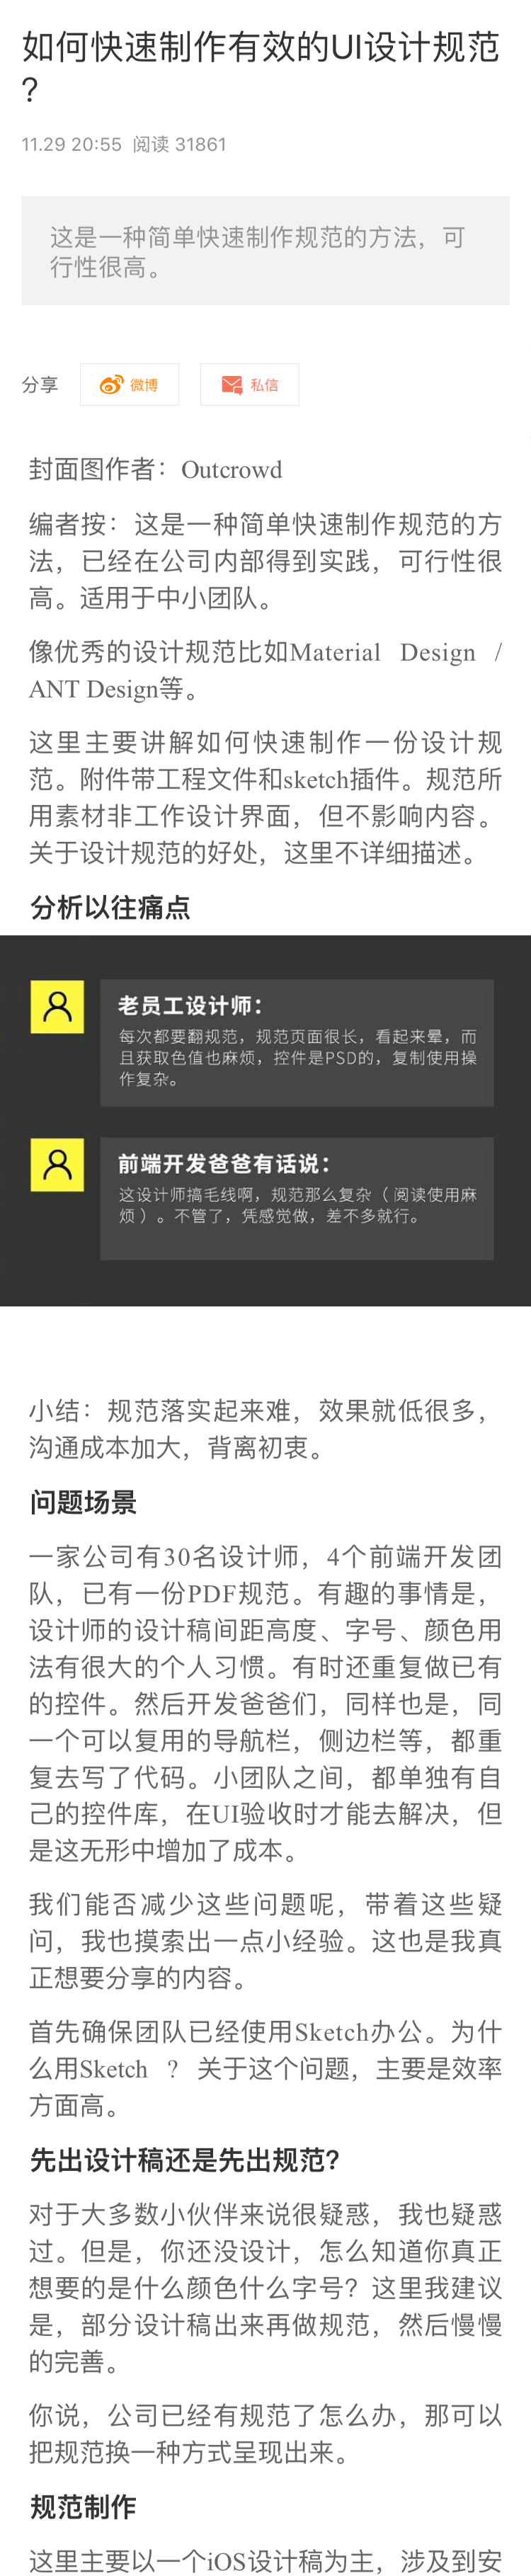 如何快速制作有效的UI设计规范
?
11.29 20:55 阅读 31861
这是一种简单快速制作规范的方法，可
行性很高。
分享 微博 私信
封面图作者：Outcrowd
编者按：这是一种简单快速制作规范的方
法，已经在公司内部得到实践，可行性很
高。适用于中小团队。
像优秀的设计规范比如Material Design /
ANT Design等。
这里主要讲解如何快速制作一份设计规
范。附件带工程文件和sketch插件。规范所
用素材非工作设计界面，但不影响内容。
关于设计规范的好处，这里不详细描述。
分析以往痛点
老员工设计师：
每次都要翻规范，规范页面很长，看起来晕，而
且获取色值也麻烦，控件是PSD的，复制使用操
作复杂。
前端开发爸爸有话说：
这设计师搞毛线啊，规范那么复杂（阅读使用麻
烦）。不管了，凭感觉做，差不多就行。
小结：规范落实起来难，效果就低很多，
沟通成本加大，背离初衷。
问题场景
一家公司有30名设计师，4个前端开发团
队，已有一份PDF规范。有趣的事情是，
设计师的设计稿间距高度、字号、颜色用
法有很大的个人习惯。有时还重复做已有
的控件。然后开发爸爸们，同样也是，同
一个可以复用的导航栏，侧边栏等，都重
复去写了代码。小团队之间，都单独有自
己的控件库，在UI验收时才能去解决，但
是这无形中增加了成本。
我们能否减少这些问题呢，带着这些疑
问，我也摸索出一点小经验。这也是我真
正想要分享的内容。
首先确保团队已经使用Sketch办公。为什
么用Sketch ？关于这个问题，主要是效率
方面高。
先出设计稿还是先出规范?
对于大多数小伙伴来说很疑惑，我也疑惑
过。但是，你还没设计，怎么知道你真正
想要的是什么颜色什么字号？这里我建议
是，部分设计稿出来再做规范，然后慢慢
的完善。
你说，公司已经有规范了怎么办，那可以
把规范换一种方式呈现出来。
规范制作
这里主要以一个iOS设计稿为主，涉及到安